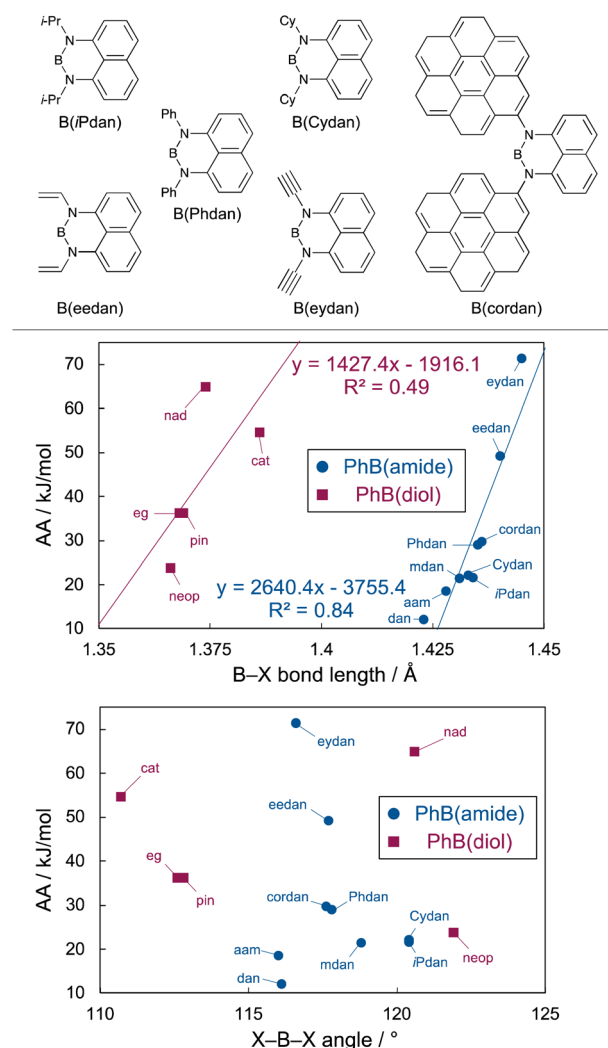 i-Pr
N
B
N
i-Pr
B(iPdan)
Cy
N
B
N
Cy
B(Cydan)
Ph
N
B
N
Ph
B(Phdan)
N
B
N
B(cordan)
N
B
N
B(eedan)
N
B
N
B(eydan)
AA / kJ/mol
70
60
50
40
30
20
10
y = 1427.4x - 1916.1
R² = 0.49
eydan
nad
cat
eedan
PhB(amide)
PhB(diol)
eg
pin
cordan
Phdan
mdan
Cydan
neop
y = 2640.4x - 3755.4
R² = 0.84
aam
iPdan
dan
1.35
1.375
1.4
1.425
1.45
B–X bond length / Å
AA / kJ/mol
70
60
50
40
30
20
10
eydan
nad
cat
eedan
PhB(amide)
PhB(diol)
eg
pin
cordan
Phdan
Cydan
aam
mdan
iPdan
neop
dan
110
115
120
125
X–B–X angle / °